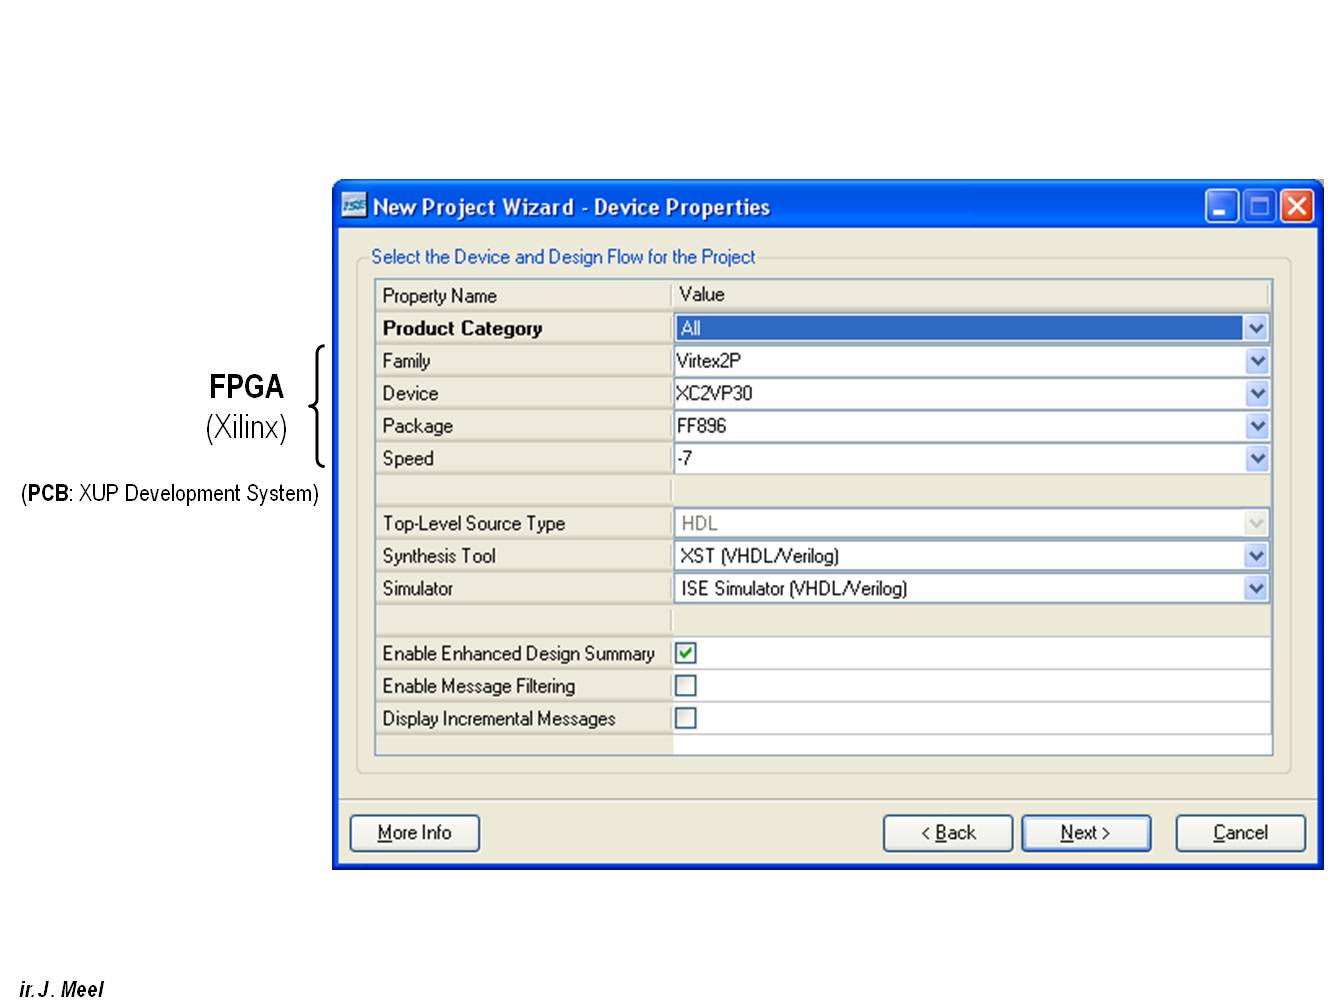 ISE New Project Wizard - Device Properties
Select the Device and Design Flow for the Project
Property Name Value
Product Category All
Family Virtex2P
Device XC2VP30
Package FF896
Speed -7
FPGA
(Xilinx)
(PCB: XUP Development System)
Top-Level Source Type HDL
Synthesis Tool XST (VHDL/Verilog)
Simulator ISE Simulator (VHDL/Verilog)
Enable Enhanced Design Summary
Enable Message Filtering
Display Incremental Messages
More Info < Back Next > Cancel
ir. J. Meel